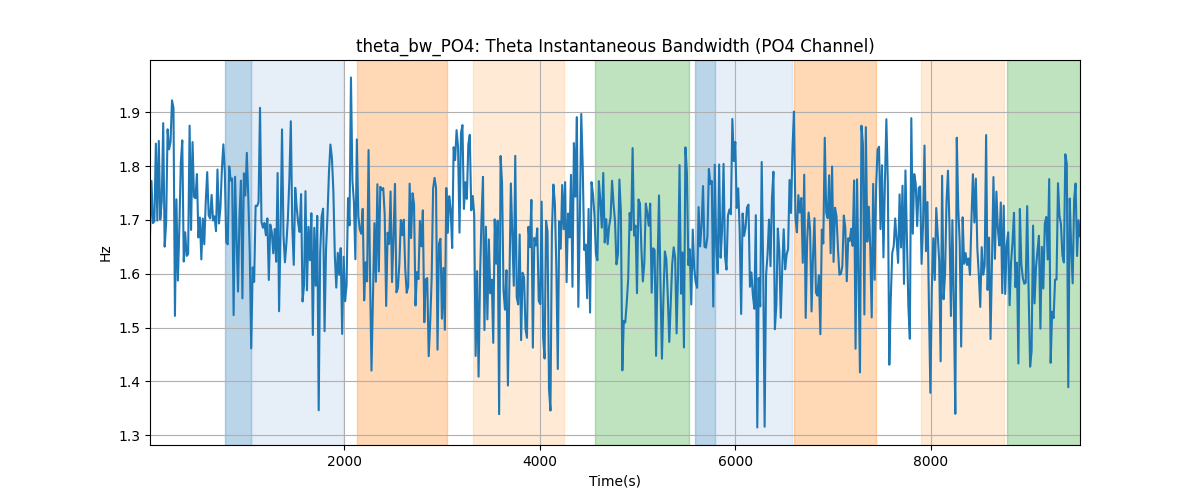 theta_bw_PO4: Theta Instantaneous Bandwidth (PO4 Channel)
Hz
1.9
1.8
1.7
1.6
1.5
1.4
1.3
2000 4000 6000 8000
Time(s)